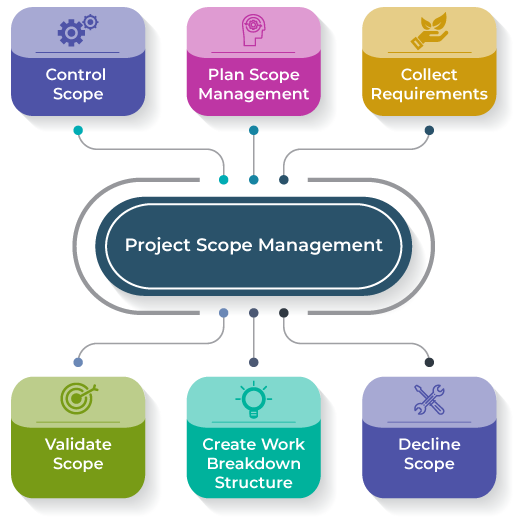 Control
Scope
Plan Scope
Management
Collect
Requirements
Project Scope Management
Validate
Scope
Create Work
Breakdown
Structure
Decline
Scope